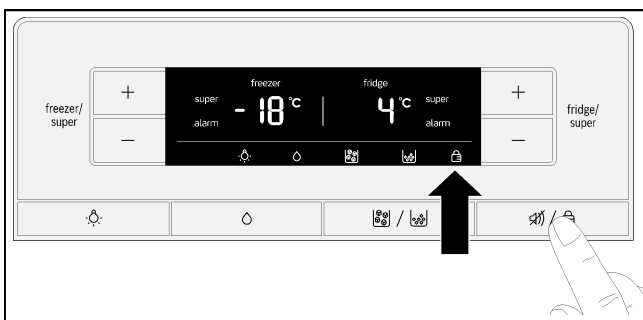 freezer/
super
+
−
super
alarm
freezer
-18 °C
fridge
4 °C
super
alarm
+
−
fridge/
super
/
/